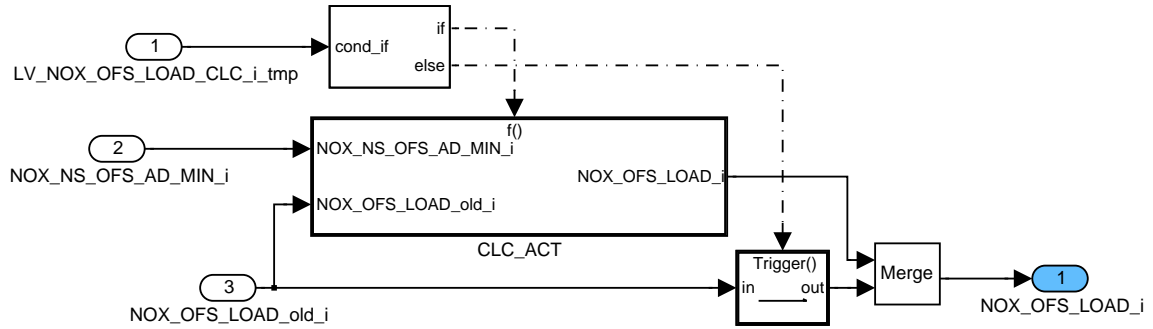 1
LV_NOX_OFS_LOAD_CLC_i_tmp
cond_if
if
else
2
NOX_NS_OFS_AD_MIN_i
f()
NOX_NS_OFS_AD_MIN_i
NOX_OFS_LOAD_i
NOX_OFS_LOAD_old_i
CLC_ACT
3
NOX_OFS_LOAD_old_i
Trigger()
in
out
Merge
1
NOX_OFS_LOAD_i